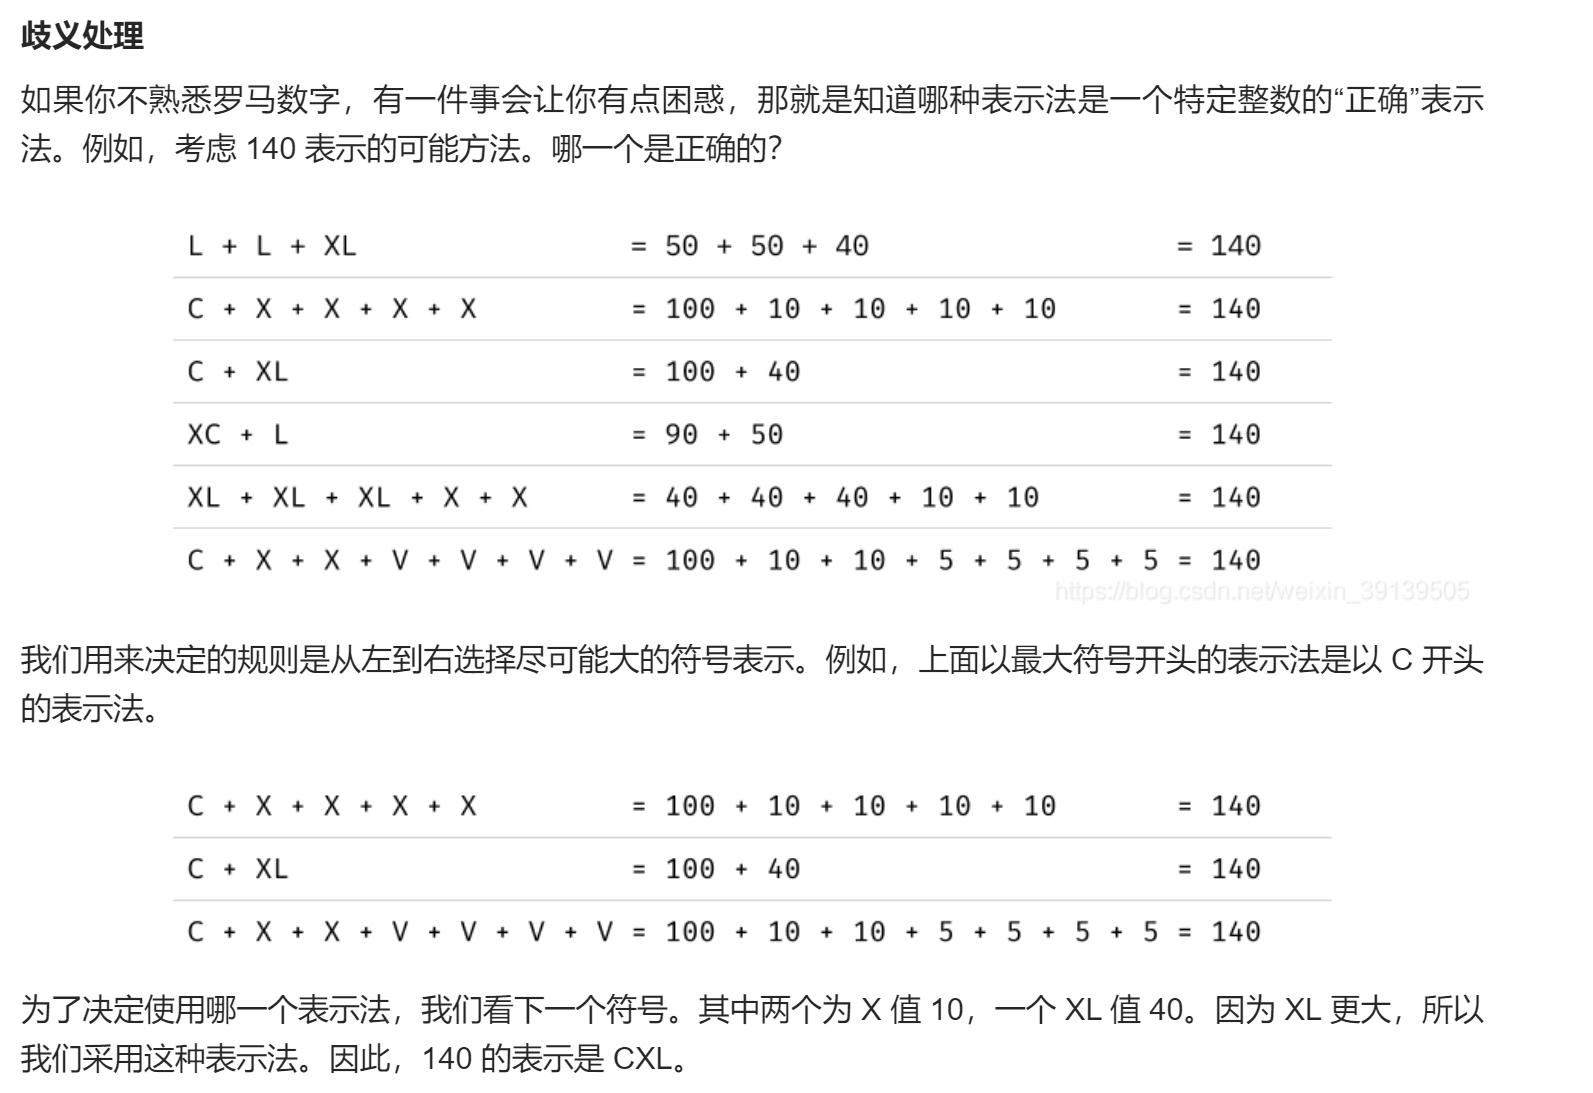 歧义处理
如果你不熟悉罗马数字，有一件事会让你有点困惑，那就是知道哪种表示法是一个特定整数的“正确”表示
法。例如，考虑 140 表示的可能方法。哪一个是正确的？
L + L + XL = 50 + 50 + 40 = 140
C + X + X + X + X = 100 + 10 + 10 + 10 + 10 = 140
C + XL = 100 + 40 = 140
XC + L = 90 + 50 = 140
XL + XL + XL + X + X = 40 + 40 + 40 + 10 + 10 = 140
C + X + X + V + V + V + V = 100 + 10 + 10 + 5 + 5 + 5 + 5 = 140
https://blog.csdn.net/weixin_39139505
我们用来决定的规则是从左到右选择尽可能大的符号表示。例如，上面以最大符号开头的表示法是以 C 开头
的表示法。
C + X + X + X + X = 100 + 10 + 10 + 10 + 10 = 140
C + XL = 100 + 40 = 140
C + X + X + V + V + V + V = 100 + 10 + 10 + 5 + 5 + 5 + 5 = 140
为了决定使用哪一个表示法，我们看下一个符号。其中两个为 X 值 10，一个 XL 值 40。因为 XL 更大，所以
我们采用这种表示法。因此，140 的表示是 CXL。